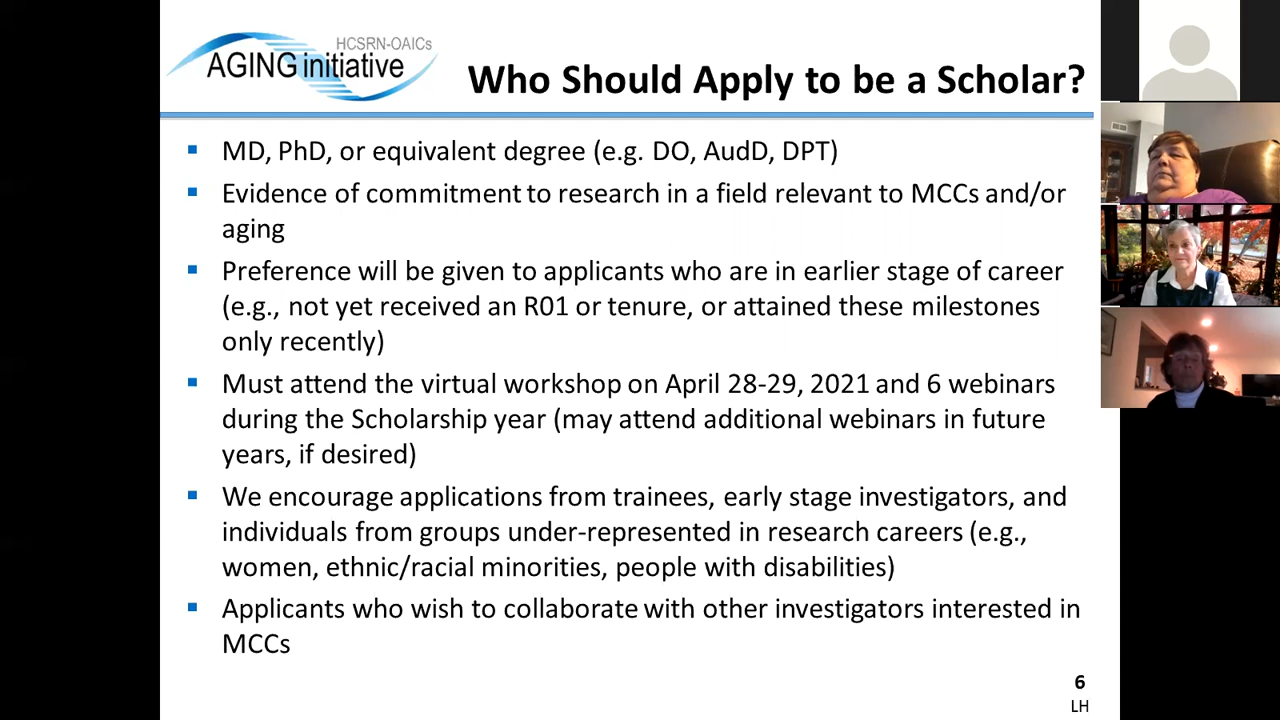 HCSRN-OAICs
AGING initiative
Who Should Apply to be a Scholar?
▪ MD, PhD, or equivalent degree (e.g. DO, AudD, DPT)
▪ Evidence of commitment to research in a field relevant to MCCs and/or
aging
▪ Preference will be given to applicants who are in earlier stage of career
(e.g., not yet received an R01 or tenure, or attained these milestones
only recently)
▪ Must attend the virtual workshop on April 28-29, 2021 and 6 webinars
during the Scholarship year (may attend additional webinars in future
years, if desired)
▪ We encourage applications from trainees, early stage investigators, and
individuals from groups under-represented in research careers (e.g.,
women, ethnic/racial minorities, people with disabilities)
▪ Applicants who wish to collaborate with other investigators interested in
MCCs
6
LH